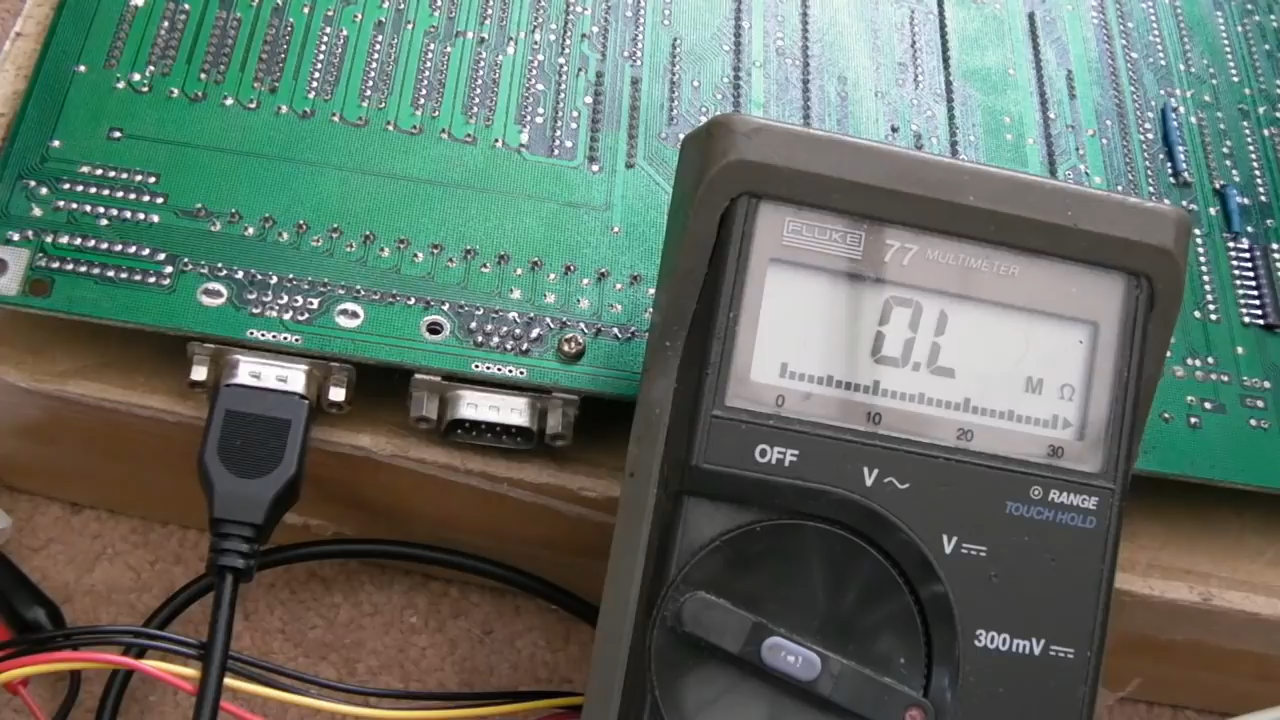 FLUKE 77 MULTIMETER
0.L
M Ω
0 10 20 30
OFF
V~
RANGE
TOUCH HOLD
V⎓
300mV⎓